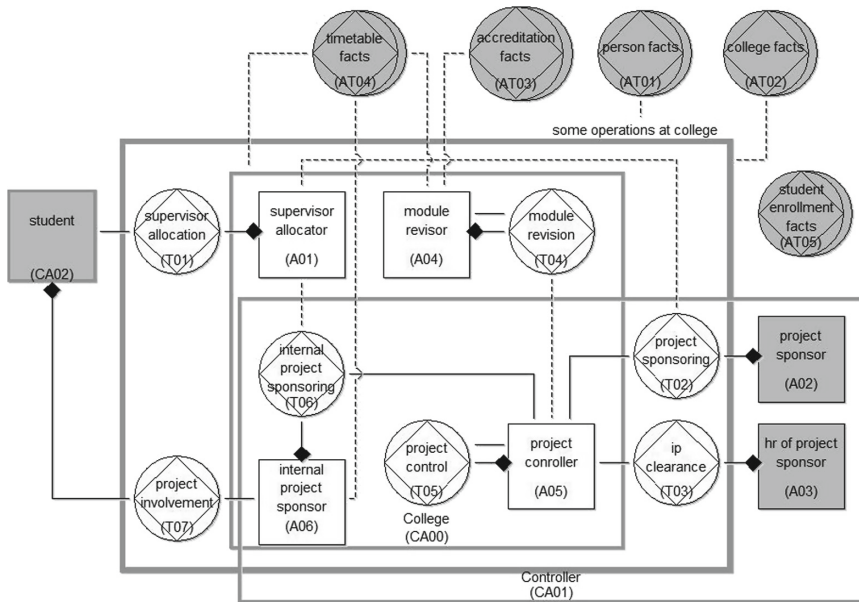 timetable
facts
(AT04)
accreditation
facts
(AT03)
person facts
(AT01)
college facts
(AT02)
some operations at college
student
(CA02)
supervisor
allocation
(T01)
supervisor
allocator
(A01)
module
revisor
(A04)
module
revision
(T04)
student
enrollment
facts
(AT05)
internal
project
sponsoring
(T06)
project
sponsoring
(T02)
project
sponsor
(A02)
project
involvement
(T07)
internal
project
sponsor
(A06)
project
control
(T05)
project
conroller
(A05)
ip
clearance
(T03)
hr of project
sponsor
(A03)
College
(CA00)
Controller
(CA01)